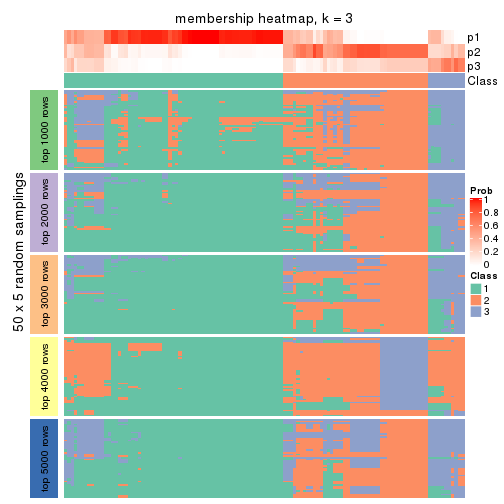 membership heatmap, k = 3
p1
p2
p3
Class
50 x 5 random samplings
top 1000 rows
top 2000 rows
top 3000 rows
top 4000 rows
top 5000 rows
Prob
1
0.8
0.6
0.4
0.2
0
Class
1
2
3